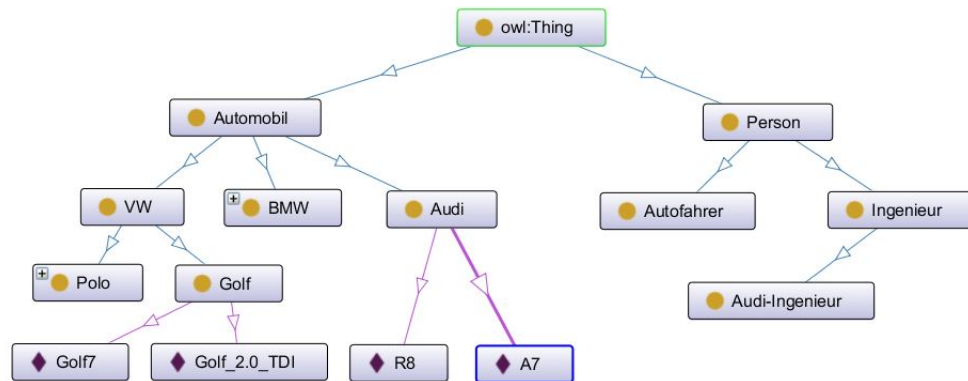 owl:Thing
Automobil
Person
VW
BMW
Audi
Autofahrer
Ingenieur
Polo
Golf
Audi-Ingenieur
Golf7
Golf_2.0_TDI
R8
A7